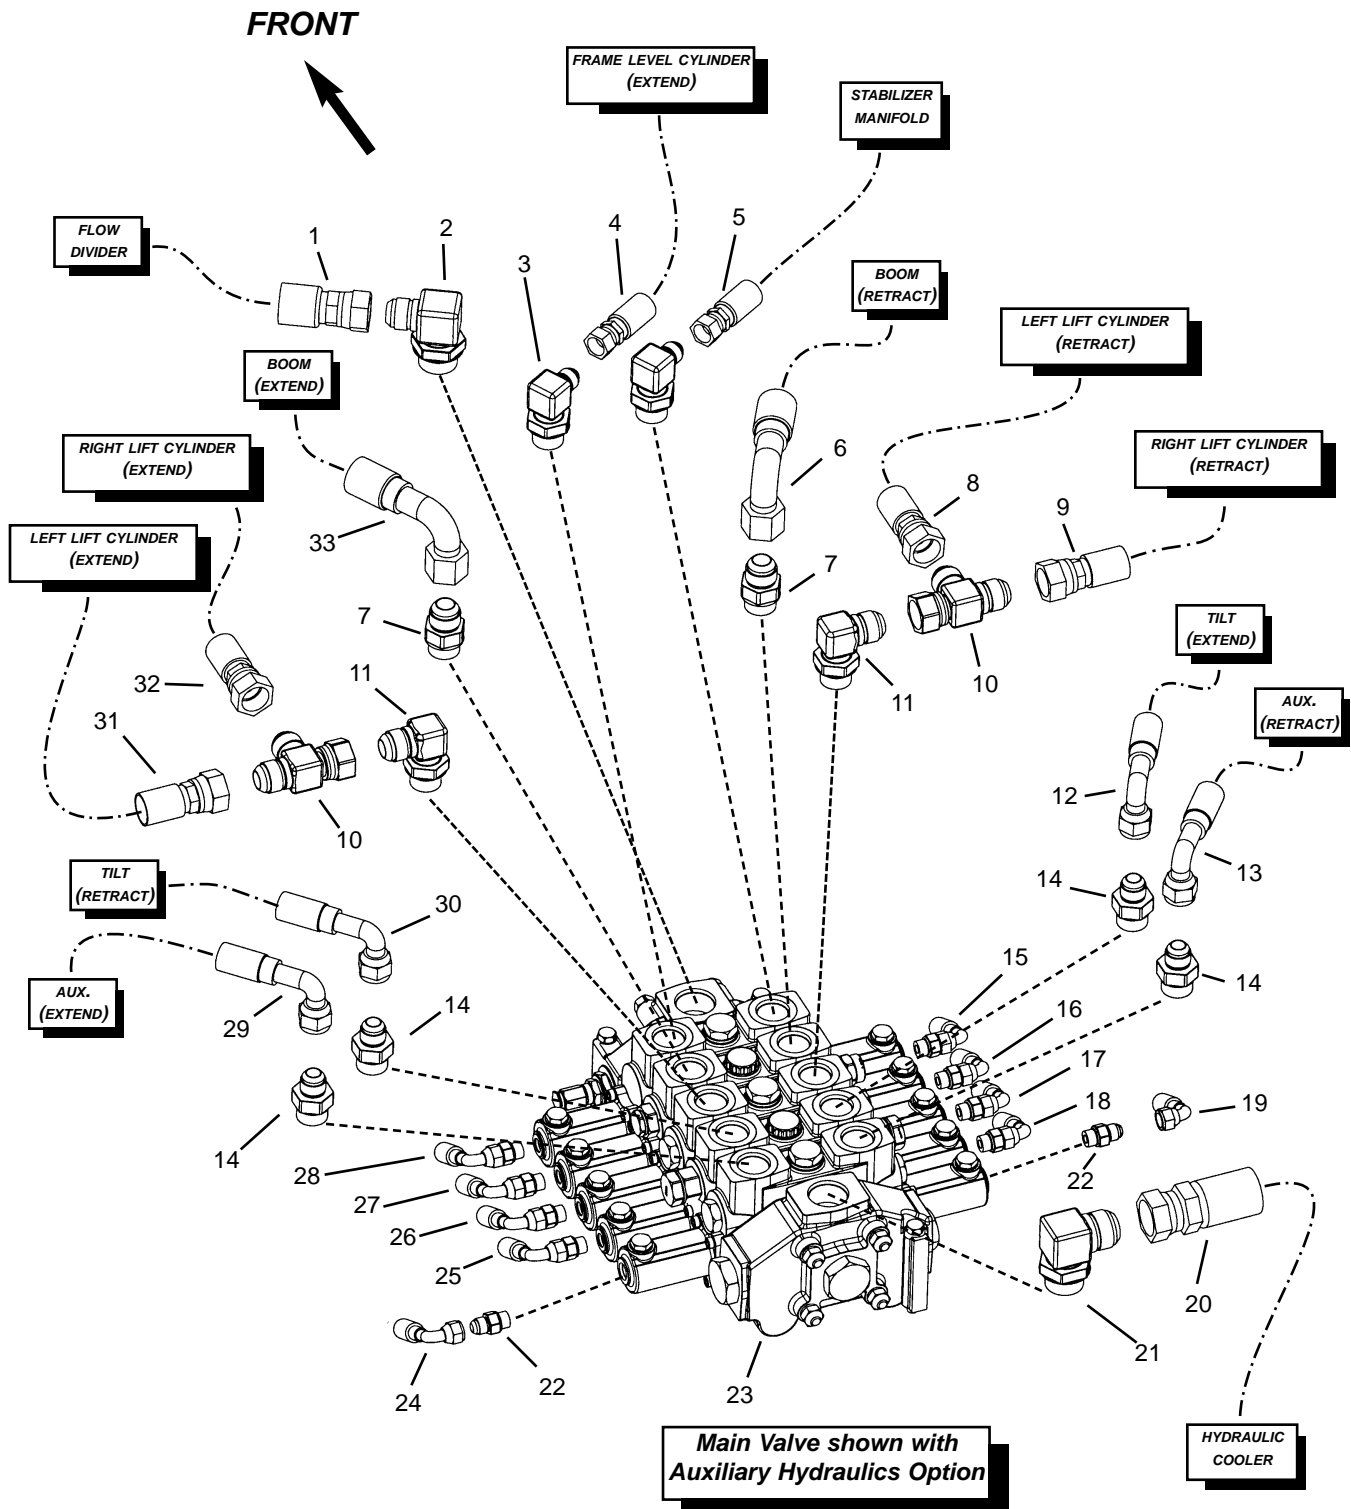 FRONT
FRAME LEVEL CYLINDER
(EXTEND)
STABILIZER
MANIFOLD
FLOW
DIVIDER
1
2
3
4
5
BOOM
(RETRACT)
LEFT LIFT CYLINDER
(RETRACT)
BOOM
(EXTEND)
RIGHT LIFT CYLINDER
(EXTEND)
RIGHT LIFT CYLINDER
(RETRACT)
6
8
9
33
LEFT LIFT CYLINDER
(EXTEND)
7
7
TILT
(EXTEND)
32
11
11
10
AUX.
(RETRACT)
31
12
10
13
TILT
(RETRACT)
14
30
AUX.
(EXTEND)
29
15
14
14
16
17
18
19
14
28
22
27
26
25
24
22
23
21
20
Main Valve shown with
Auxiliary Hydraulics Option
HYDRAULIC
COOLER